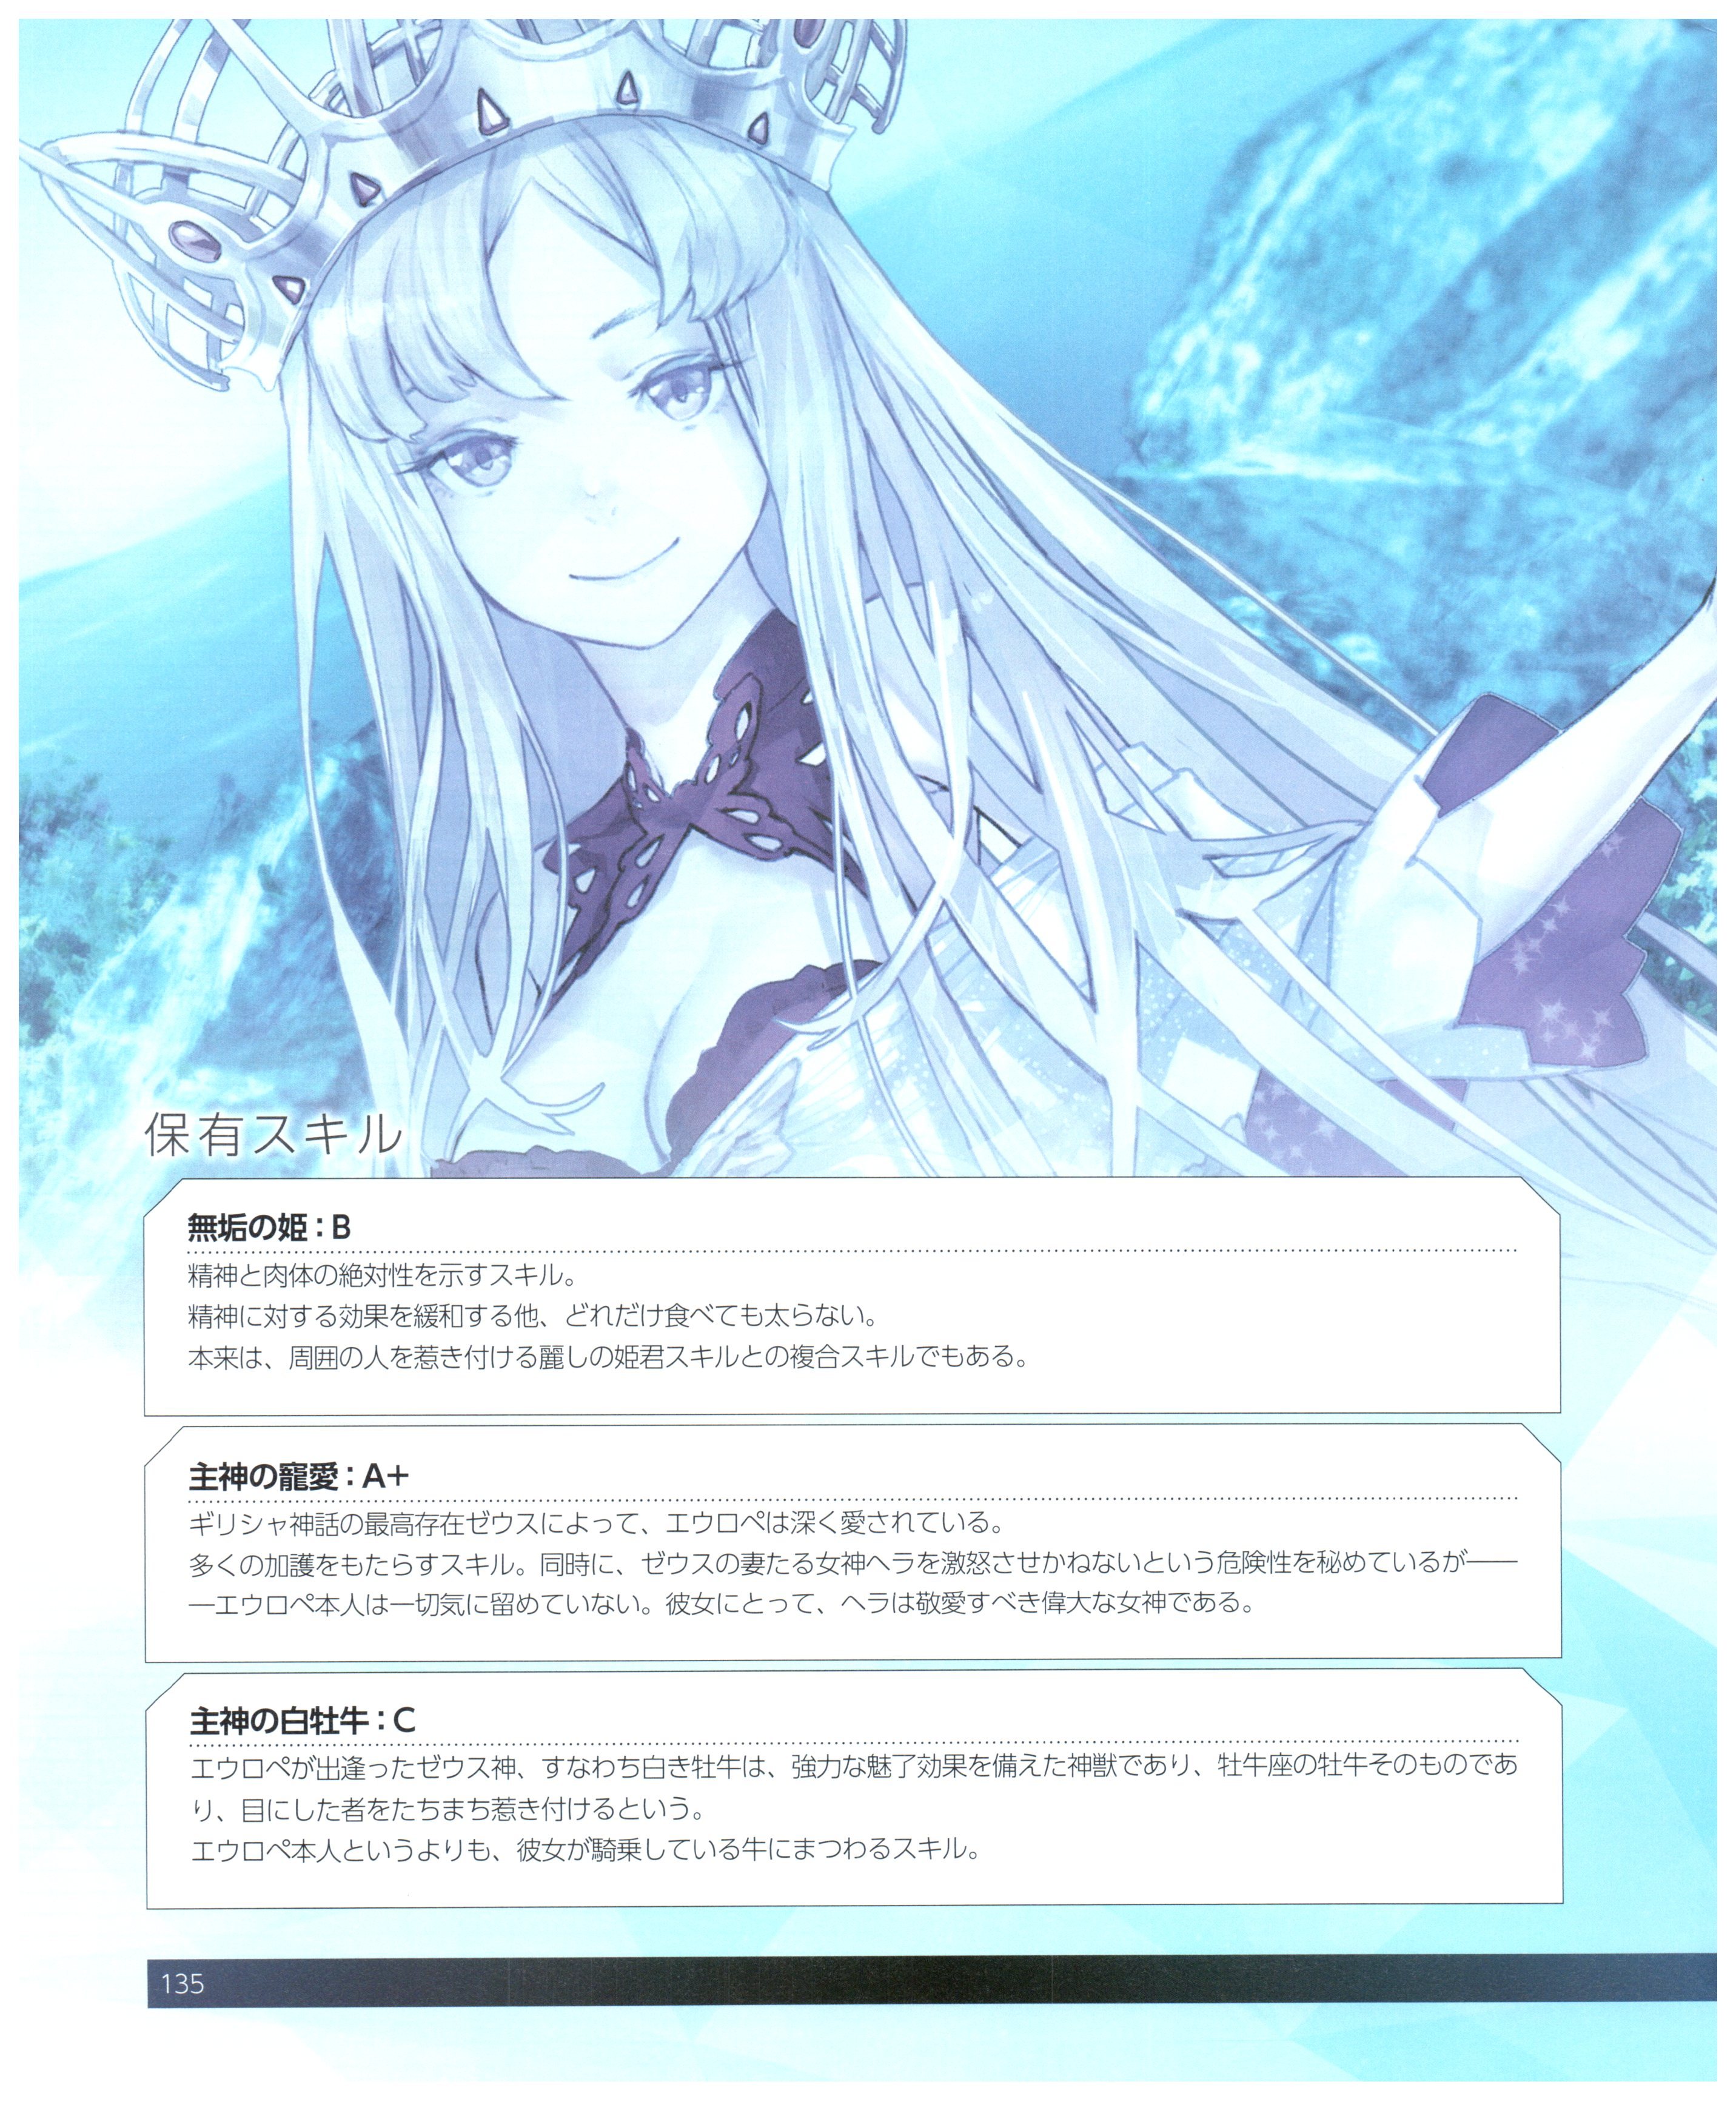 保有スキル
無垢の姫：B
精神と肉体の絶対性を示すスキル。
精神に対する効果を緩和する他、どれだけ食べても太らない。
本来は、周囲の人を惹き付ける麗しの姫君スキルとの複合スキルでもある。
主神の寵愛：A+
ギリシャ神話の最高存在ゼウスによって、エウロペは深く愛されている。
多くの加護をもたらすスキル。同時に、ゼウスの妻たる女神ヘラを激怒させかねないという危険性を秘めているが――
―エウロペ本人は一切気に留めていない。彼女にとって、ヘラは敬愛すべき偉大な女神である。
主神の白牡牛：C
エウロペが出逢ったゼウス神、すなわち白き牡牛は、強力な魅了効果を備えた神獣であり、牡牛座の牡牛そのものであ
り、目にした者をたちまち惹き付けるという。
エウロペ本人というよりも、彼女が騎乗している牛にまつわるスキル。
135